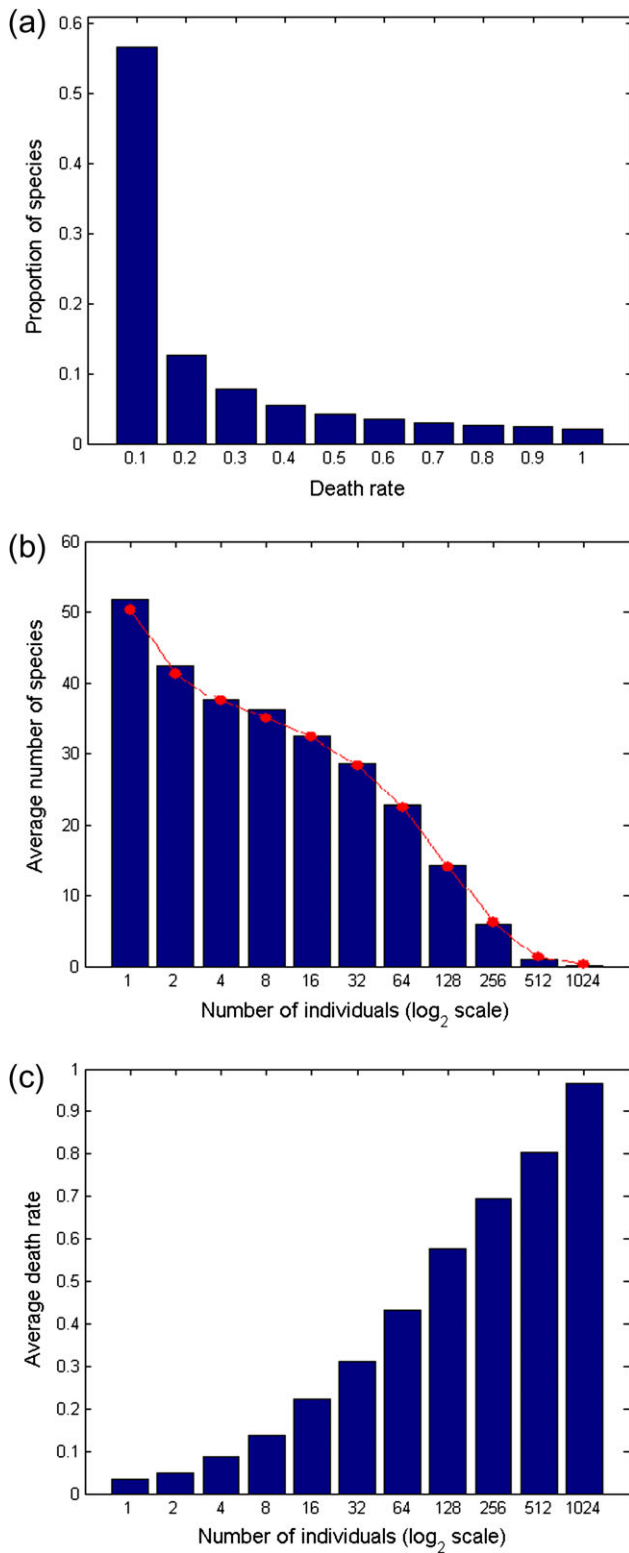 (a)
0.6
0.5
0.4
0.3
0.2
0.1
0
Proportion of species
0.1 0.2 0.3 0.4 0.5 0.6 0.7 0.8 0.9 1
Death rate
(b)
60
50
40
30
20
10
0
Average number of species
1 2 4 8 16 32 64 128 256 512 1024
Number of individuals (log₂ scale)
(c)
1
0.9
0.8
0.7
0.6
0.5
0.4
0.3
0.2
0.1
0
Average death rate
1 2 4 8 16 32 64 128 256 512 1024
Number of individuals (log₂ scale)